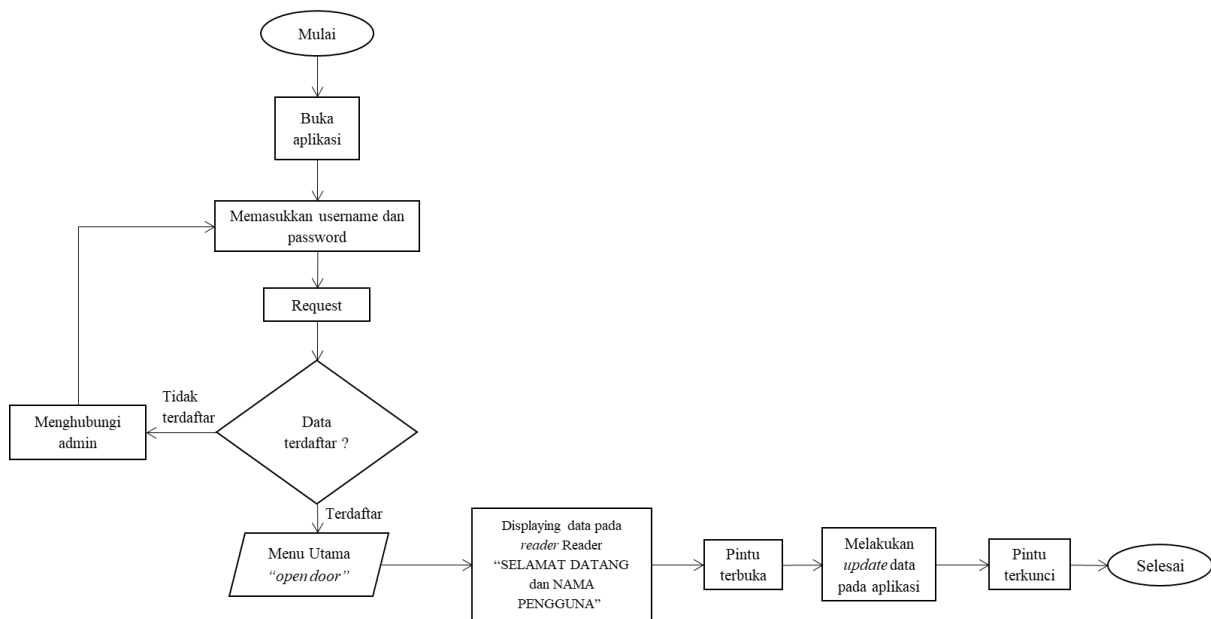 Mulai
Buka
aplikasi
Memasukkan username dan
password
Request
Data
terdaftar ?
Tidak
terdaftar
Menghubungi
admin
Terdaftar
Menu Utama
“open door”
Displaying data pada
reader Reader
“SELAMAT DATANG
dan NAMA
PENGGUNA”
Pintu
terbuka
Melakukan
update data
pada aplikasi
Pintu
terkunci
Selesai